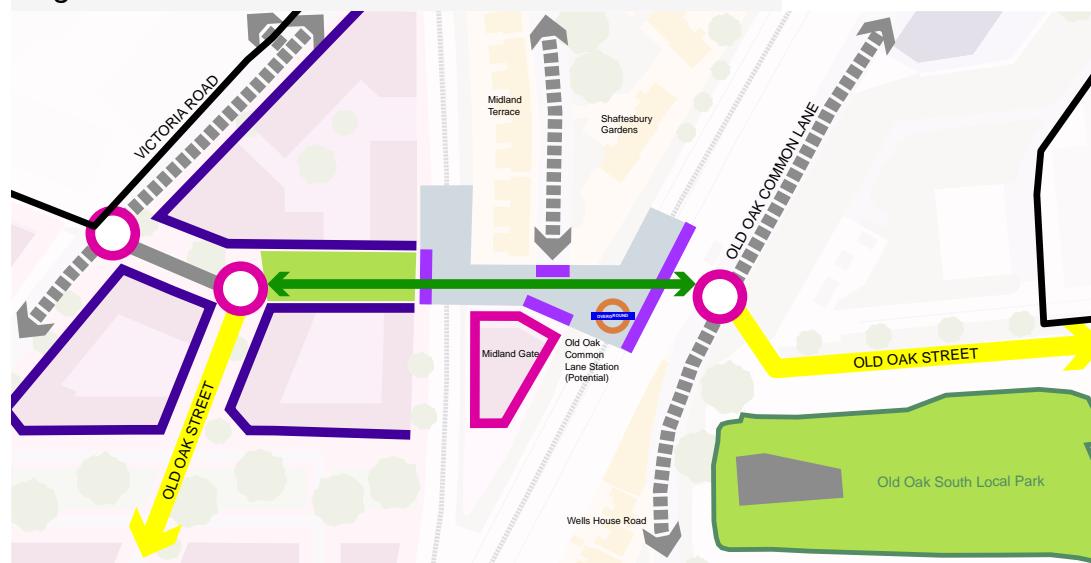 VICTORIA ROAD
Midland
Terrace
Shaftesbury
Gardens
OLD OAK COMMON LANE
OVERGROUND
Midland Gate
Old Oak
Common
Lane Station
(Potential)
OLD OAK STREET
OLD OAK STREET
Old Oak South Local Park
Wells House Road